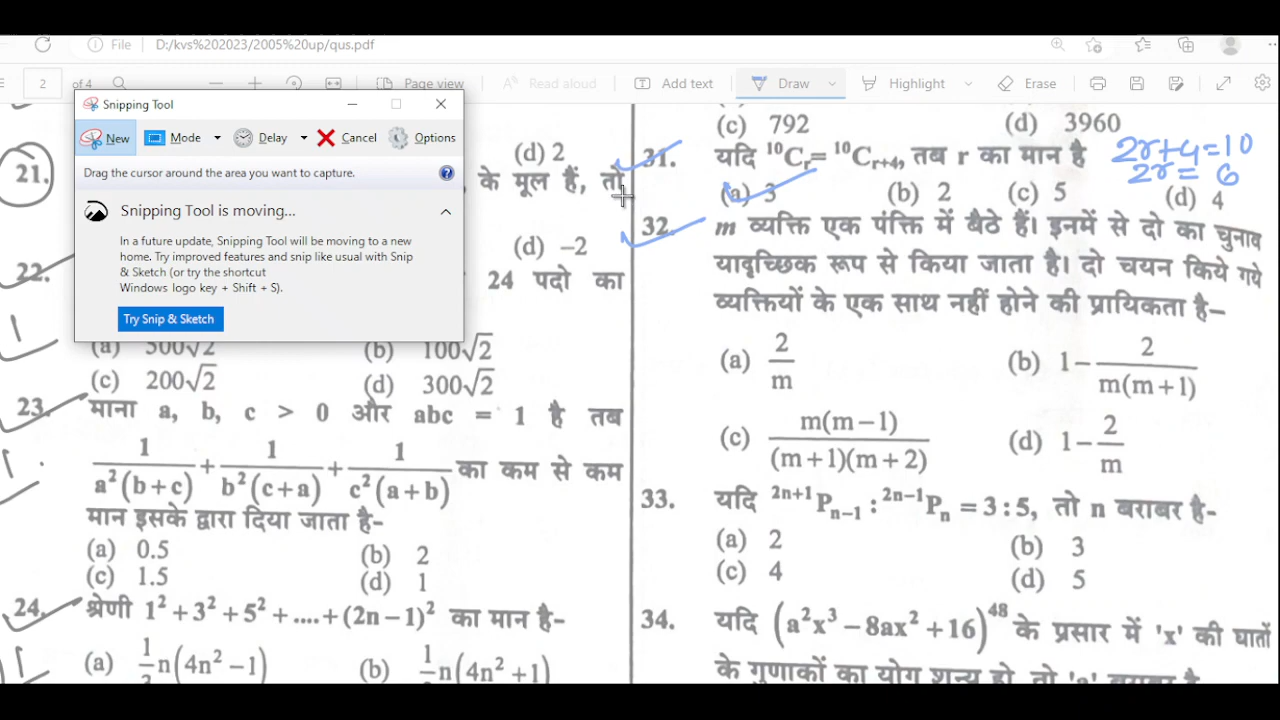 File D:/kvs%202023/2005%20up/qus.pdf
2 of 4 Page view Read aloud Add text Draw Highlight Erase
Snipping Tool
New Mode Delay Cancel Options
Drag the cursor around the area you want to capture.
Snipping Tool is moving...
In a future update, Snipping Tool will be moving to a new
home. Try improved features and snip like usual with Snip
& Sketch (or try the shortcut
Windows logo key + Shift + S).
Try Snip & Sketch
(d) 2
21. के मूल हैं, तो
(d) –2
22. 24 पदो का
(a) 500√2 (b) 100√2
(c) 200√2 (d) 300√2
23. माना a, b, c > 0 और abc = 1 है तब
1/(a²(b+c)) + 1/(b²(c+a)) + 1/(c²(a+b)) का कम से कम
मान इसके द्वारा दिया जाता है-
(a) 0.5 (b) 2
(c) 1.5 (d) 1
24. श्रेणी 1² + 3² + 5² + .... + (2n – 1)² का मान है-
(a) n(4n² – 1) (b) n(4n² + 1)
(c) 792 (d) 3960
31. यदि ¹⁰Cᵣ = ¹⁰Cᵣ₊₄, तब r का मान है
2r+4=10
2r = 6
(a) 3 (b) 2 (c) 5 (d) 4
32. m व्यक्ति एक पंक्ति में बैठे हैं। इनमें से दो का चुनाव
यादृच्छिक रूप से किया जाता है। दो चयन किये गये
व्यक्तियों के एक साथ नहीं होने की प्रायिकता है–
(a) 2/m (b) 1 – 2/(m(m+1))
(c) m(m–1)/((m+1)(m+2)) (d) 1 – 2/m
33. यदि ²ⁿ⁺¹Pₙ₋₁ : ²ⁿ⁻¹Pₙ = 3 : 5, तो n बराबर है-
(a) 2 (b) 3
(c) 4 (d) 5
34. यदि (a²x³ – 8ax² + 16)⁴⁸ के प्रसार में 'x' की घातों
के गुणाकों का योग शून्य हो, तो 'a' बराबर है